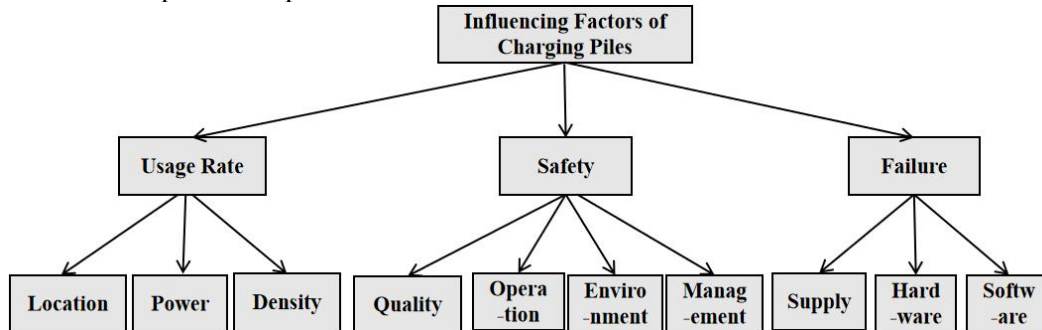 Influencing Factors of
Charging Piles
Usage Rate
Safety
Failure
Location
Power
Density
Quality
Opera
-tion
Enviro
-nment
Manag
-ement
Supply
Hard
-ware
Softw
-are